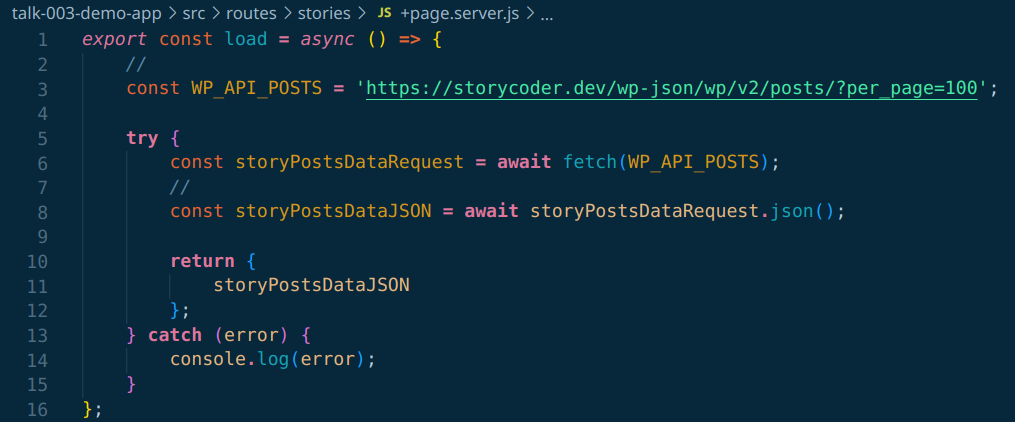 talk-003-demo-app > src > routes > stories > JS +page.server.js > ...
1 export const load = async () => {
2     //
3     const WP_API_POSTS = 'https://storycoder.dev/wp-json/wp/v2/posts/?per_page=100';
4
5     try {
6         const storyPostsDataRequest = await fetch(WP_API_POSTS);
7         //
8         const storyPostsDataJSON = await storyPostsDataRequest.json();
9
10         return {
11             storyPostsDataJSON
12         };
13     } catch (error) {
14         console.log(error);
15     }
16 };